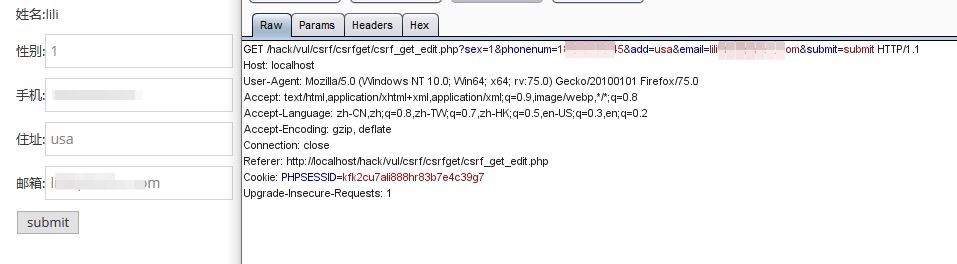 姓名:lili
性别: 1
手机:
住址: usa
邮箱: li om
submit
Raw Params Headers Hex
GET /hack/vul/csrf/csrfget/csrf_get_edit.php?sex=1&phonenum=1 45&add=usa&email=lili om&submit=submit HTTP/1.1
Host: localhost
User-Agent: Mozilla/5.0 (Windows NT 10.0; Win64; x64; rv:75.0) Gecko/20100101 Firefox/75.0
Accept: text/html,application/xhtml+xml,application/xml;q=0.9,image/webp,*/*;q=0.8
Accept-Language: zh-CN,zh;q=0.8,zh-TW;q=0.7,zh-HK;q=0.5,en-US;q=0.3,en;q=0.2
Accept-Encoding: gzip, deflate
Connection: close
Referer: http://localhost/hack/vul/csrf/csrfget/csrf_get_edit.php
Cookie: PHPSESSID=kfk2cu7ali888hr83b7e4c39g7
Upgrade-Insecure-Requests: 1